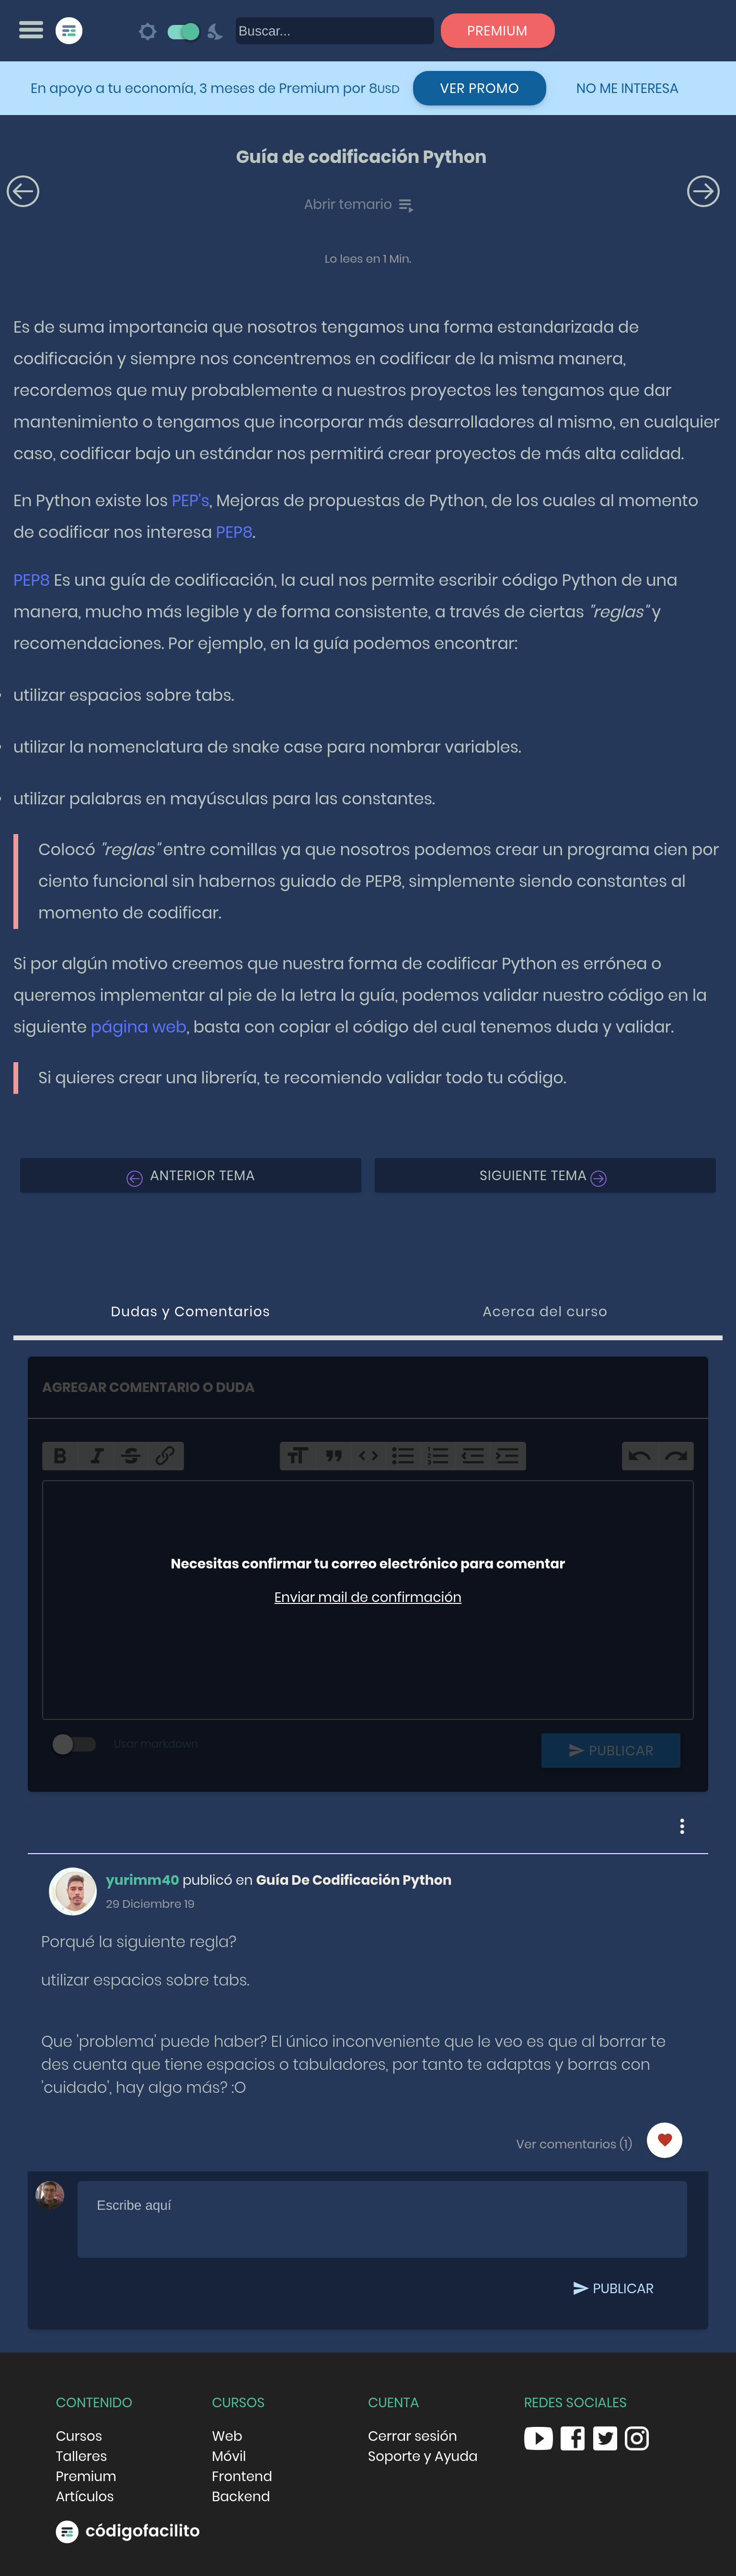 Buscar...
PREMIUM
En apoyo a tu economía, 3 meses de Premium por 8USD
VER PROMO
NO ME INTERESA
Guía de codificación Python
Abrir temario
Lo lees en 1 Min.
Es de suma importancia que nosotros tengamos una forma estandarizada de
codificación y siempre nos concentremos en codificar de la misma manera,
recordemos que muy probablemente a nuestros proyectos les tengamos que dar
mantenimiento o tengamos que incorporar más desarrolladores al mismo, en cualquier
caso, codificar bajo un estándar nos permitirá crear proyectos de más alta calidad.
En Python existe los PEP's, Mejoras de propuestas de Python, de los cuales al momento
de codificar nos interesa PEP8.
PEP8 Es una guía de codificación, la cual nos permite escribir código Python de una
manera, mucho más legible y de forma consistente, a través de ciertas "reglas" y
recomendaciones. Por ejemplo, en la guía podemos encontrar:
utilizar espacios sobre tabs.
utilizar la nomenclatura de snake case para nombrar variables.
utilizar palabras en mayúsculas para las constantes.
Colocó "reglas" entre comillas ya que nosotros podemos crear un programa cien por
ciento funcional sin habernos guiado de PEP8, simplemente siendo constantes al
momento de codificar.
Si por algún motivo creemos que nuestra forma de codificar Python es errónea o
queremos implementar al pie de la letra la guía, podemos validar nuestro código en la
siguiente página web, basta con copiar el código del cual tenemos duda y validar.
Si quieres crear una librería, te recomiendo validar todo tu código.
ANTERIOR TEMA
SIGUIENTE TEMA
Dudas y Comentarios
Acerca del curso
AGREGAR COMENTARIO O DUDA
Necesitas confirmar tu correo electrónico para comentar
Enviar mail de confirmación
Usar markdown
PUBLICAR
yurimm40 publicó en Guía De Codificación Python
29 Diciembre 19
Porqué la siguiente regla?
utilizar espacios sobre tabs.
Que 'problema' puede haber? El único inconveniente que le veo es que al borrar te
des cuenta que tiene espacios o tabuladores, por tanto te adaptas y borras con
'cuidado', hay algo más? :O
Ver comentarios (1)
Escribe aquí
PUBLICAR
CONTENIDO
Cursos
Talleres
Premium
Artículos
CURSOS
Web
Móvil
Frontend
Backend
CUENTA
Cerrar sesión
Soporte y Ayuda
REDES SOCIALES
códigofacilito